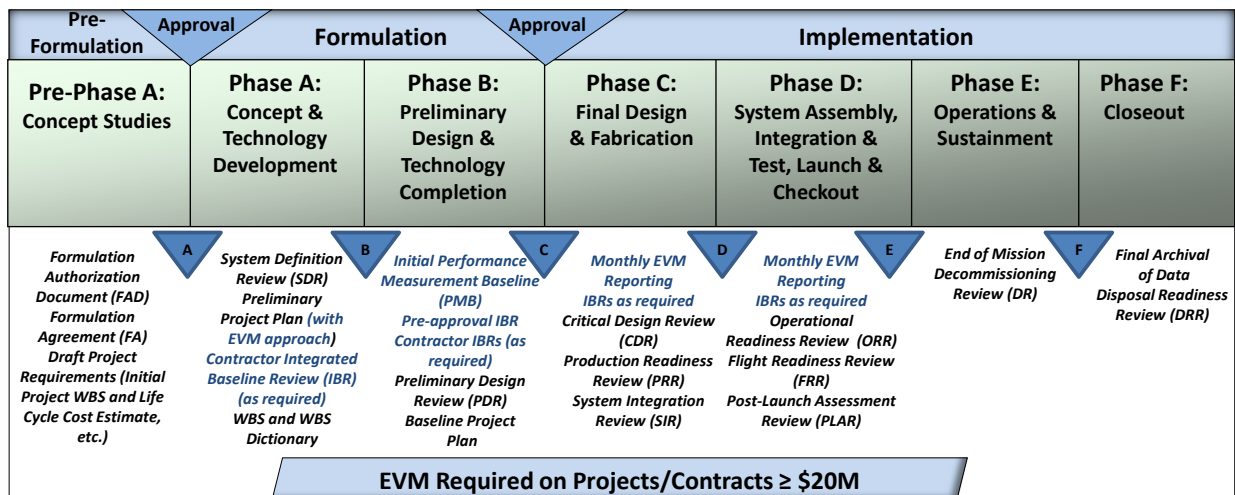 Pre-
Formulation
Approval
Formulation
Approval
Implementation
Pre-Phase A:
Concept Studies
Phase A:
Concept &
Technology
Development
Phase B:
Preliminary
Design &
Technology
Completion
Phase C:
Final Design
& Fabrication
Phase D:
System Assembly,
Integration &
Test, Launch &
Checkout
Phase E:
Operations &
Sustainment
Phase F:
Closeout
A
B
C
D
E
F
Formulation
Authorization
Document (FAD)
Formulation
Agreement (FA)
Draft Project
Requirements (Initial
Project WBS and Life
Cycle Cost Estimate,
etc.)
System Definition
Review (SDR)
Preliminary
Project Plan (with
EVM approach)
Contractor Integrated
Baseline Review (IBR)
(as required)
WBS and WBS
Dictionary
Initial Performance
Measurement Baseline
(PMB)
Pre-approval IBR
Contractor IBRs (as
required)
Preliminary Design
Review (PDR)
Baseline Project
Plan
Monthly EVM
Reporting
IBRs as required
Critical Design Review
(CDR)
Production Readiness
Review (PRR)
System Integration
Review (SIR)
Monthly EVM
Reporting
IBRs as required
Operational
Readiness Review (ORR)
Flight Readiness Review
(FRR)
Post-Launch Assessment
Review (PLAR)
End of Mission
Decommissioning
Review (DR)
Final Archival
of Data
Disposal Readiness
Review (DRR)
EVM Required on Projects/Contracts ≥ $20M